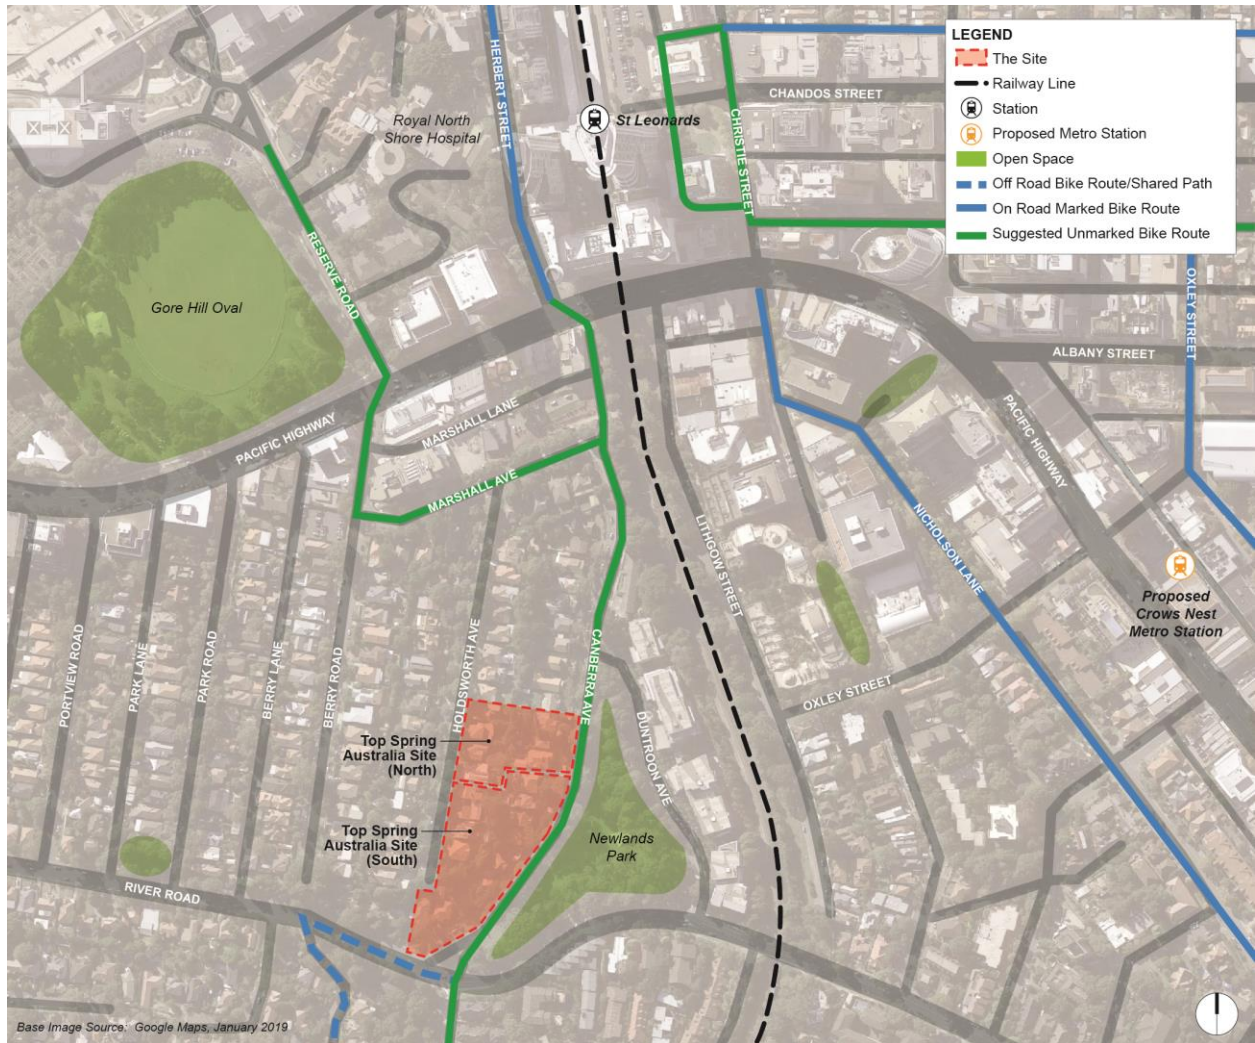 LEGEND
The Site
Railway Line
Station
Proposed Metro Station
Open Space
Off Road Bike Route/Shared Path
On Road Marked Bike Route
Suggested Unmarked Bike Route
HERBERT STREET
Royal North
Shore Hospital
St Leonards
CHANDOS STREET
CHRISTIE STREET
RESERVE ROAD
Gore Hill Oval
OXLEY STREET
ALBANY STREET
PACIFIC HIGHWAY
MARSHALL LANE
PACIFIC HIGHWAY
MARSHALL AVE
LITHGOW STREET
NICHOLSON LANE
Proposed
Crows Nest
Metro Station
PORTVIEW ROAD
PARK LANE
PARK ROAD
BERRY LANE
BERRY ROAD
HOLDSWORTH AVE
CANBERRA AVE
DUNTROON AVE
OXLEY STREET
Top Spring
Australia Site
(North)
Top Spring
Australia Site
(South)
Newlands
Park
RIVER ROAD
Base Image Source: Google Maps, January 2019